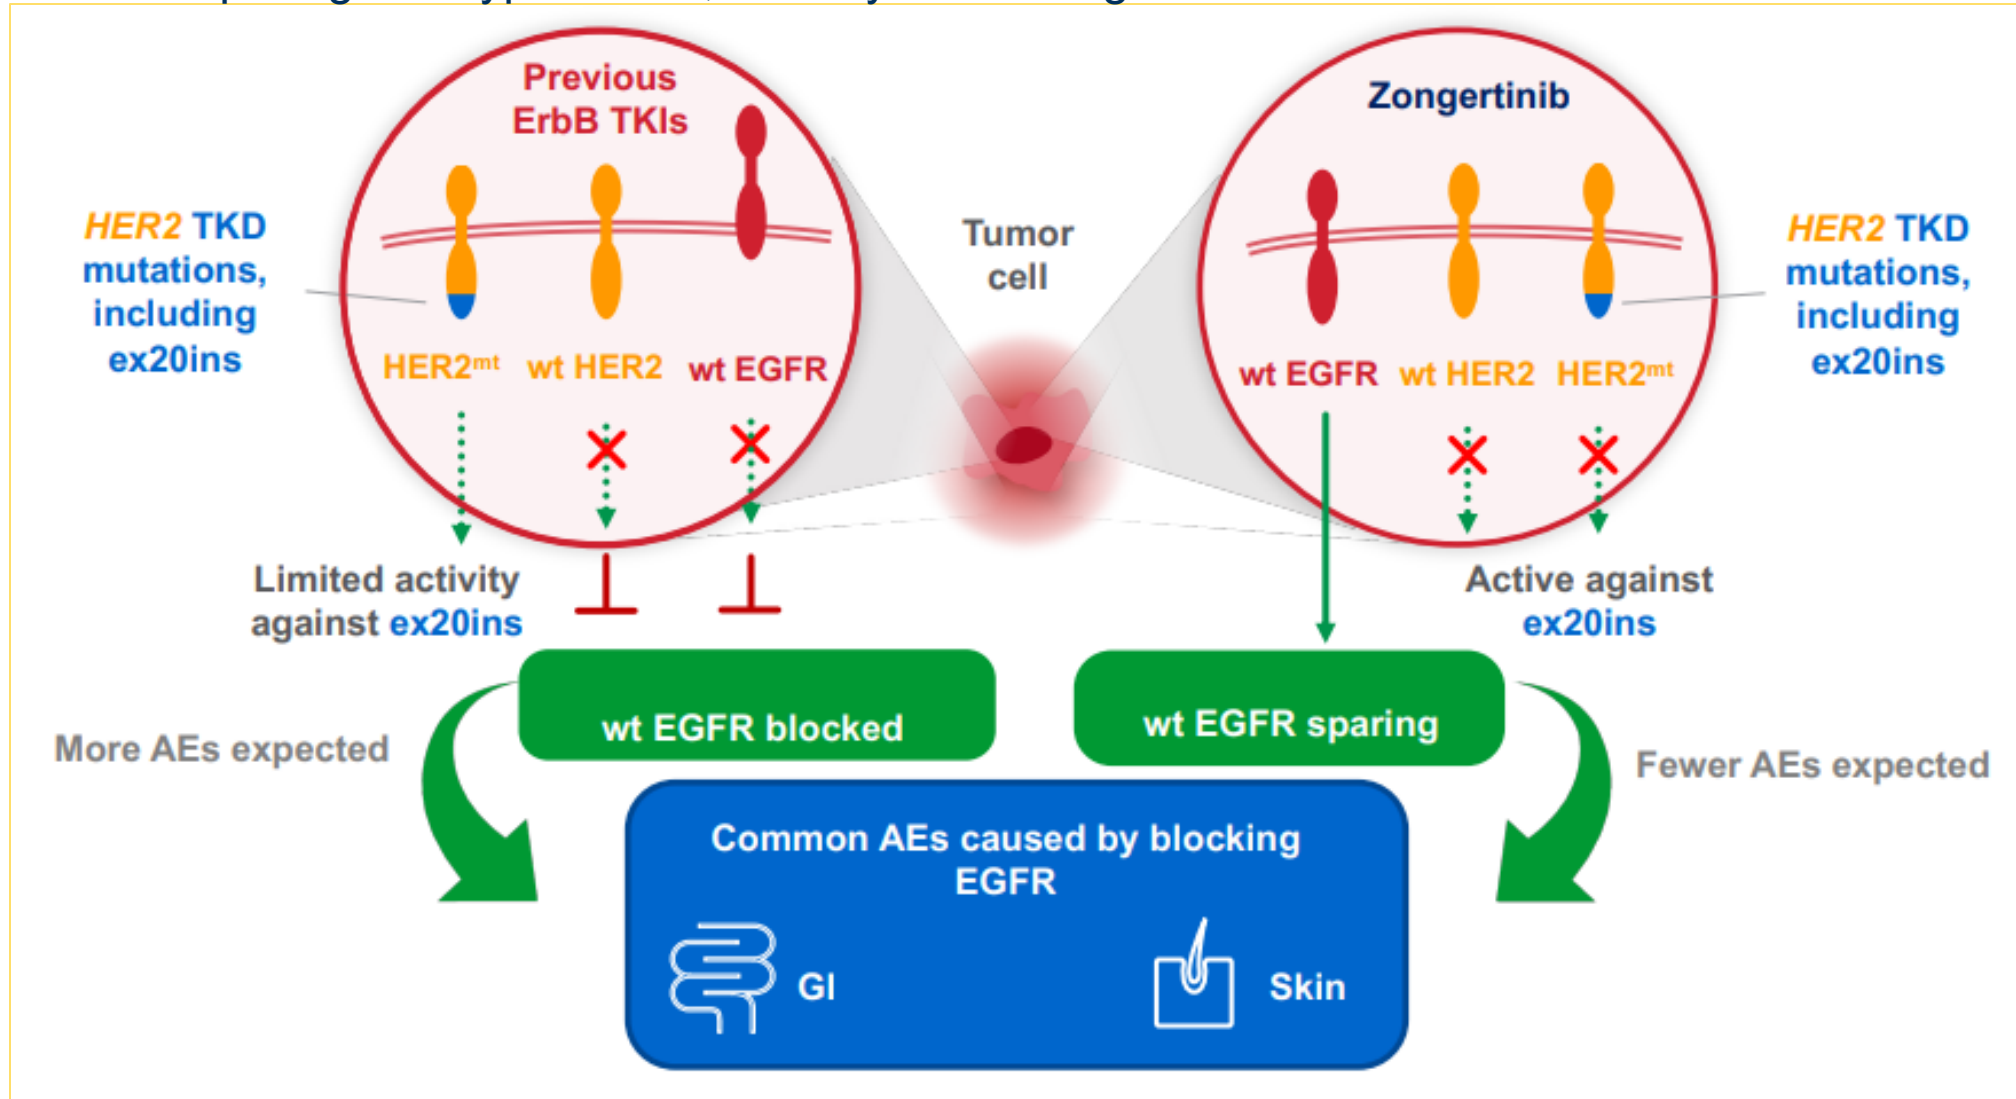 Previous
ErbB TKIs
HER2 TKD
mutations,
including
ex20ins
HER2mt wt HER2 wt EGFR
Limited activity
against ex20ins
Tumor
cell
Zongertinib
wt EGFR wt HER2 HER2mt
HER2 TKD
mutations,
including
ex20ins
Active against
ex20ins
More AEs expected
wt EGFR blocked
wt EGFR sparing
Fewer AEs expected
Common AEs caused by blocking
EGFR
GI
Skin